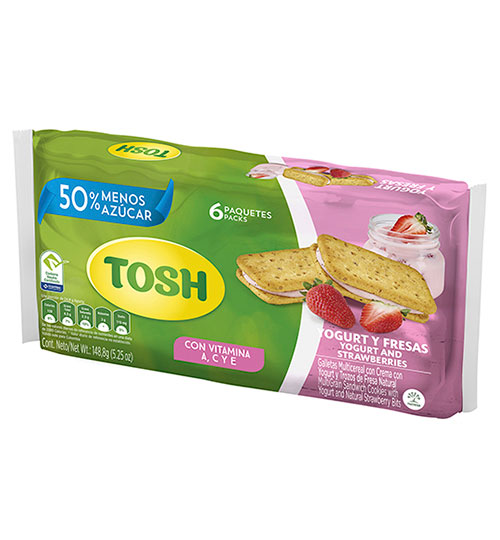 TOSH
YOGURT
Y FRESAS
50% MENOS
AZÚCAR
6 PAQUETES
PACKS
TOSH
CON VITAMINA
A, C Y E
YOGURT Y FRESAS
YOGURT AND
STRAWBERRIES
Galletas Multicereal con Crema con
Yogurt y Trozos de Fresa Natural
MultiGrain Sandwich Cookies with
Yogurt and Natural Strawberry Bits
Cont. Neto/Net Wt.: 148,8g (5.25 oz)